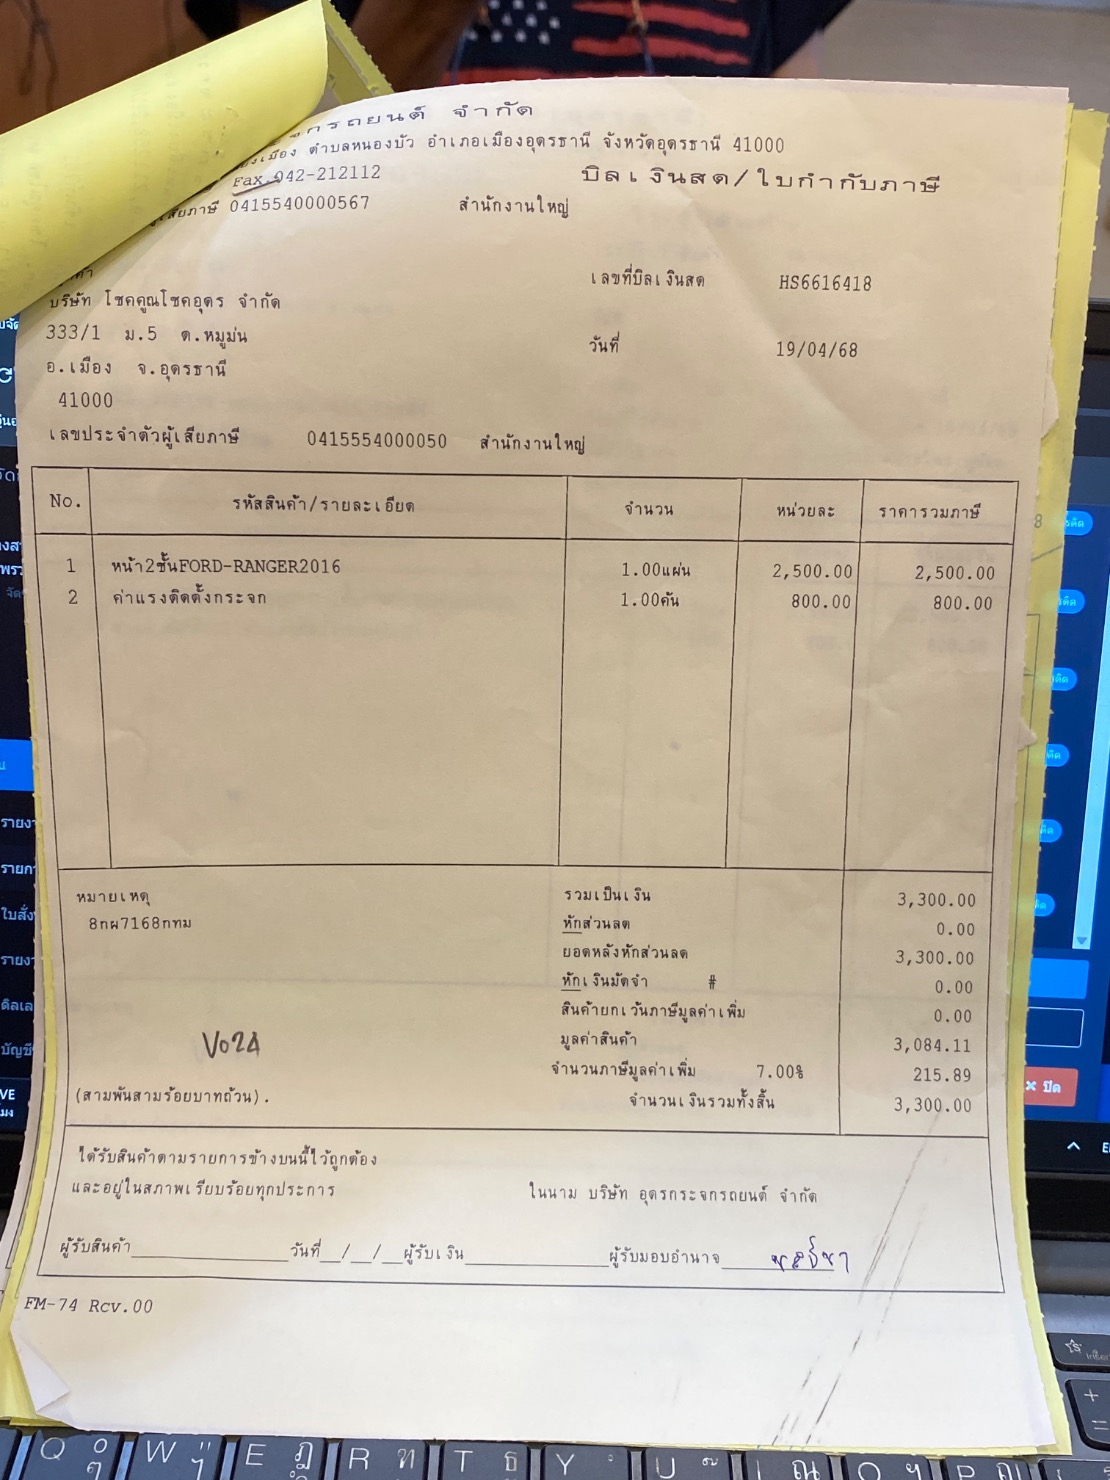 จกรถยนต์ จำกัด
เมือง ตำบลหนองบัว อำเภอเมืองอุดรธานี จังหวัดอุดรธานี 41000
Fax.042-212112
บิลเงินสด/ใบกำกับภาษี
ผู้เสียภาษี 0415540000567 สำนักงานใหญ่
บริษัท โชคคูณโชคอุดร จำกัด
เลขที่บิลเงินสด HS6616418
333/1 ม.5 ต.หมูม่น
วันที่ 19/04/68
อ.เมือง จ.อุดรธานี
41000
เลขประจำตัวผู้เสียภาษี 0415554000050 สำนักงานใหญ่
No. รหัสสินค้า/รายละเอียด จำนวน หน่วยละ ราคารวมภาษี
1 หน้า2ชั้นFORD-RANGER2016 1.00แผ่น 2,500.00 2,500.00
2 ค่าแรงติดตั้งกระจก 1.00คัน 800.00 800.00
หมายเหตุ รวมเป็นเงิน 3,300.00
8กผ7168กทม หักส่วนลด 0.00
ยอดหลังหักส่วนลด 3,300.00
หักเงินมัดจำ # 0.00
สินค้ายกเว้นภาษีมูลค่าเพิ่ม 0.00
Vo24 มูลค่าสินค้า 3,084.11
จำนวนภาษีมูลค่าเพิ่ม 7.00% 215.89
(สามพันสามร้อยบาทถ้วน). จำนวนเงินรวมทั้งสิ้น 3,300.00
ได้รับสินค้าตามรายการข้างบนนี้ไว้ถูกต้อง
และอยู่ในสภาพเรียบร้อยทุกประการ ในนาม บริษัท อุดรกระจกรถยนต์ จำกัด
ผู้รับสินค้า วันที่ / / ผู้รับเงิน ผู้รับมอบอำนาจ
FM-74 Rcv.00
× ปิด
Q W E R T Y U